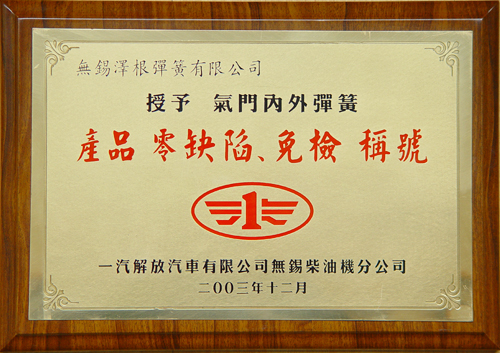 無錫澤根彈簧有限公司
授予 氣門內外彈簧
產品 零缺陷、免檢 稱號
1
一汽解放汽車有限公司無錫柴油機分公司
二〇〇三年十二月